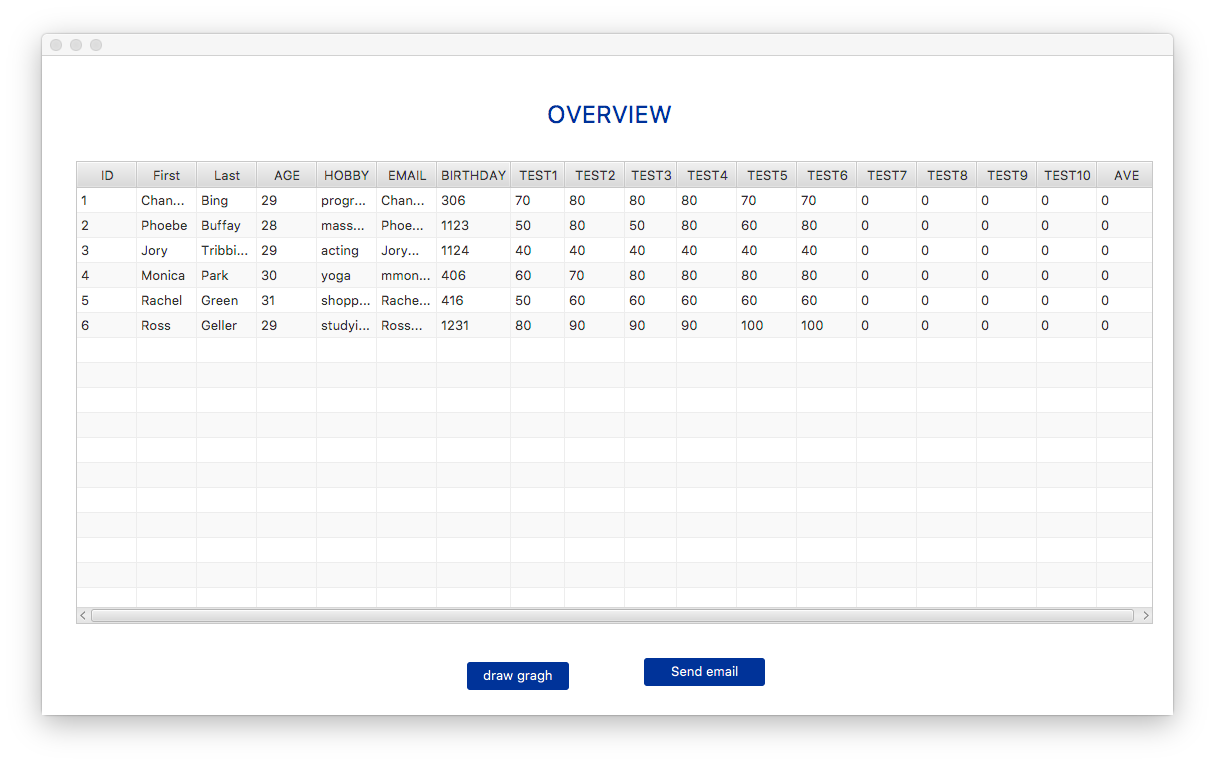 OVERVIEW
ID First Last AGE HOBBY EMAIL BIRTHDAY TEST1 TEST2 TEST3 TEST4 TEST5 TEST6 TEST7 TEST8 TEST9 TEST10 AVE
1 Chan... Bing 29 progr... Chan... 306 70 80 80 80 70 70 0 0 0 0 0
2 Phoebe Buffay 28 mass... Phoe... 1123 50 80 50 80 60 80 0 0 0 0 0
3 Jory Tribbi... 29 acting Jory... 1124 40 40 40 40 40 40 0 0 0 0 0
4 Monica Park 30 yoga mmon... 406 60 70 80 80 80 80 0 0 0 0 0
5 Rachel Green 31 shopp... Rache... 416 50 60 60 60 60 60 0 0 0 0 0
6 Ross Geller 29 studyi... Ross... 1231 80 90 90 90 100 100 0 0 0 0 0
draw gragh Send email